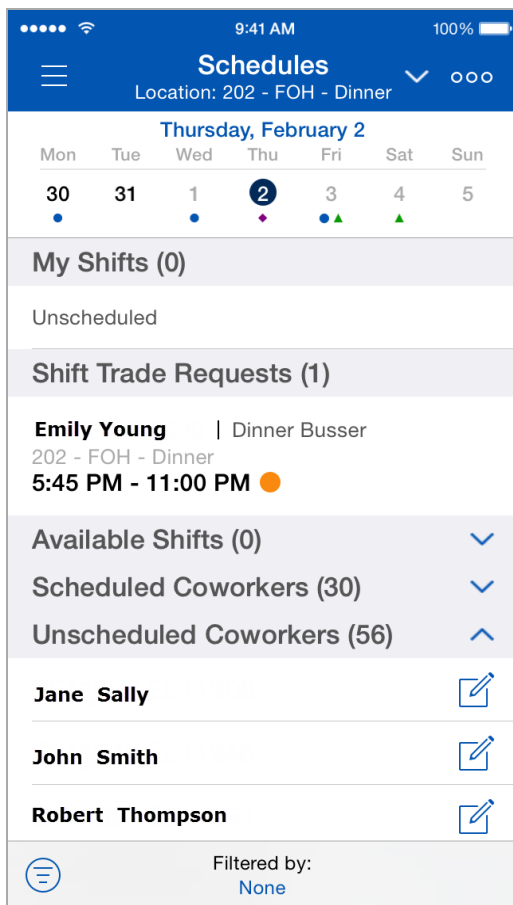 9:41 AM 100%
Schedules
Location: 202 - FOH - Dinner
Thursday, February 2
Mon Tue Wed Thu Fri Sat Sun
30 31 1 2 3 4 5
My Shifts (0)
Unscheduled
Shift Trade Requests (1)
Emily Young | Dinner Busser
202 - FOH - Dinner
5:45 PM - 11:00 PM
Available Shifts (0)
Scheduled Coworkers (30)
Unscheduled Coworkers (56)
Jane Sally
John Smith
Robert Thompson
Filtered by:
None